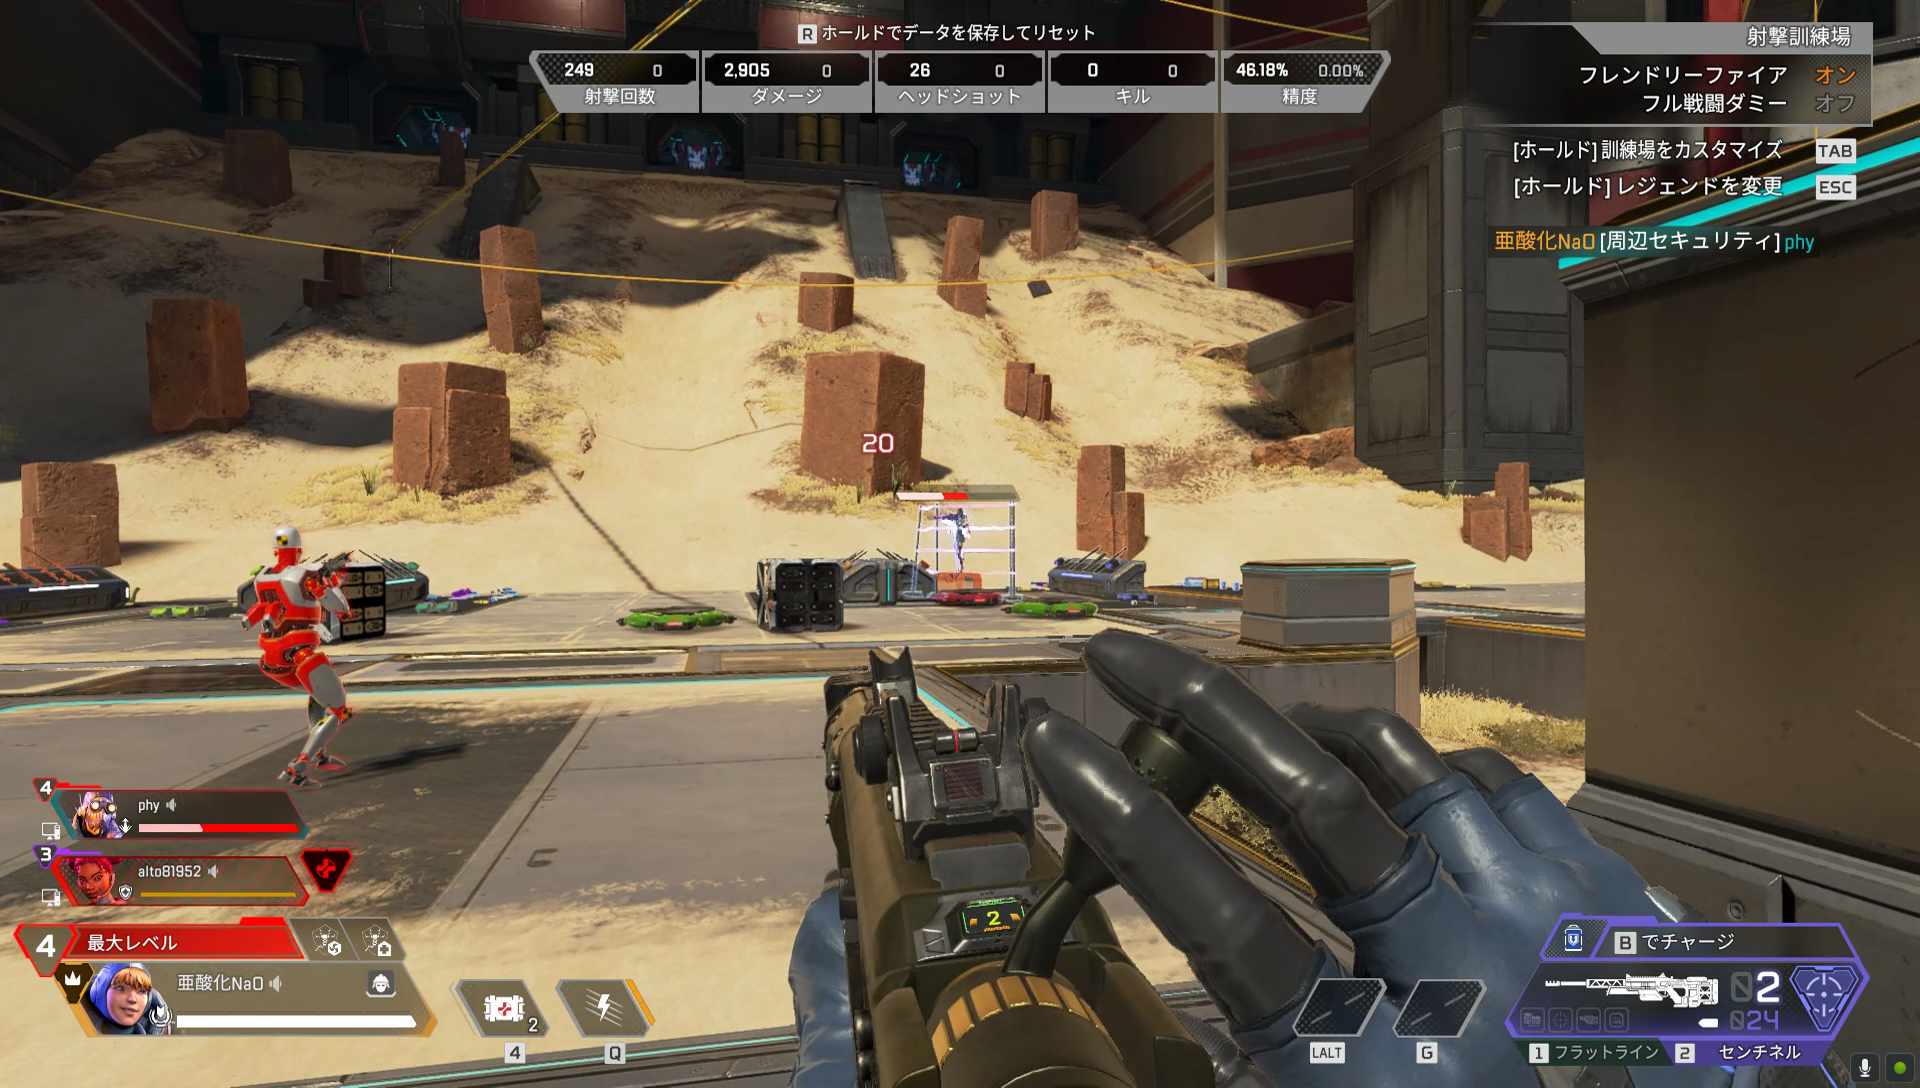 R ホールドでデータを保存してリセット
249 0 2,905 0 26 0 0 0 46.18% 0.00%
射撃回数 ダメージ ヘッドショット キル 精度
射撃訓練場
フレンドリーファイア オン
フル戦闘ダミー オフ
[ホールド]訓練場をカスタマイズ TAB
[ホールド]レジェンドを変更 ESC
亜酸化NaO [周辺セキュリティ] phy
20
4
phy
3
alto81952
4 最大レベル
亜酸化NaO
2
4 Q
2
LALT G
B でチャージ
02
024
1 フラットライン 2 センチネル